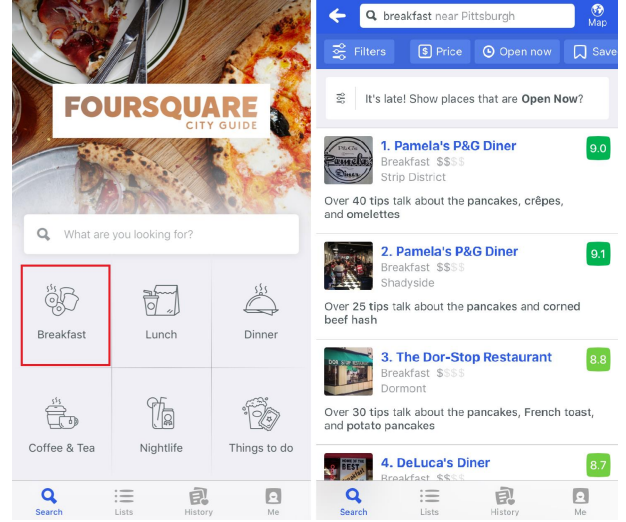 FOURSQUARE
CITY GUIDE
What are you looking for?
Breakfast
Lunch
Dinner
Coffee & Tea
Nightlife
Things to do
Search
Lists
History
Me
breakfast near Pittsburgh
Map
Filters
$ Price
Open now
Save
It's late! Show places that are Open Now?
1. Pamela's P&G Diner
9.0
Breakfast $$$$
Strip District
Over 40 tips talk about the pancakes, crêpes,
and omelettes
2. Pamela's P&G Diner
9.1
Breakfast $$$$
Shadyside
Over 25 tips talk about the pancakes and corned
beef hash
3. The Dor-Stop Restaurant
8.8
Breakfast $$$$
Dormont
Over 30 tips talk about the pancakes, French toast,
and potato pancakes
BEST
4. DeLuca's Diner
8.7
Breakfast $$$$
Search
Lists
History
Me